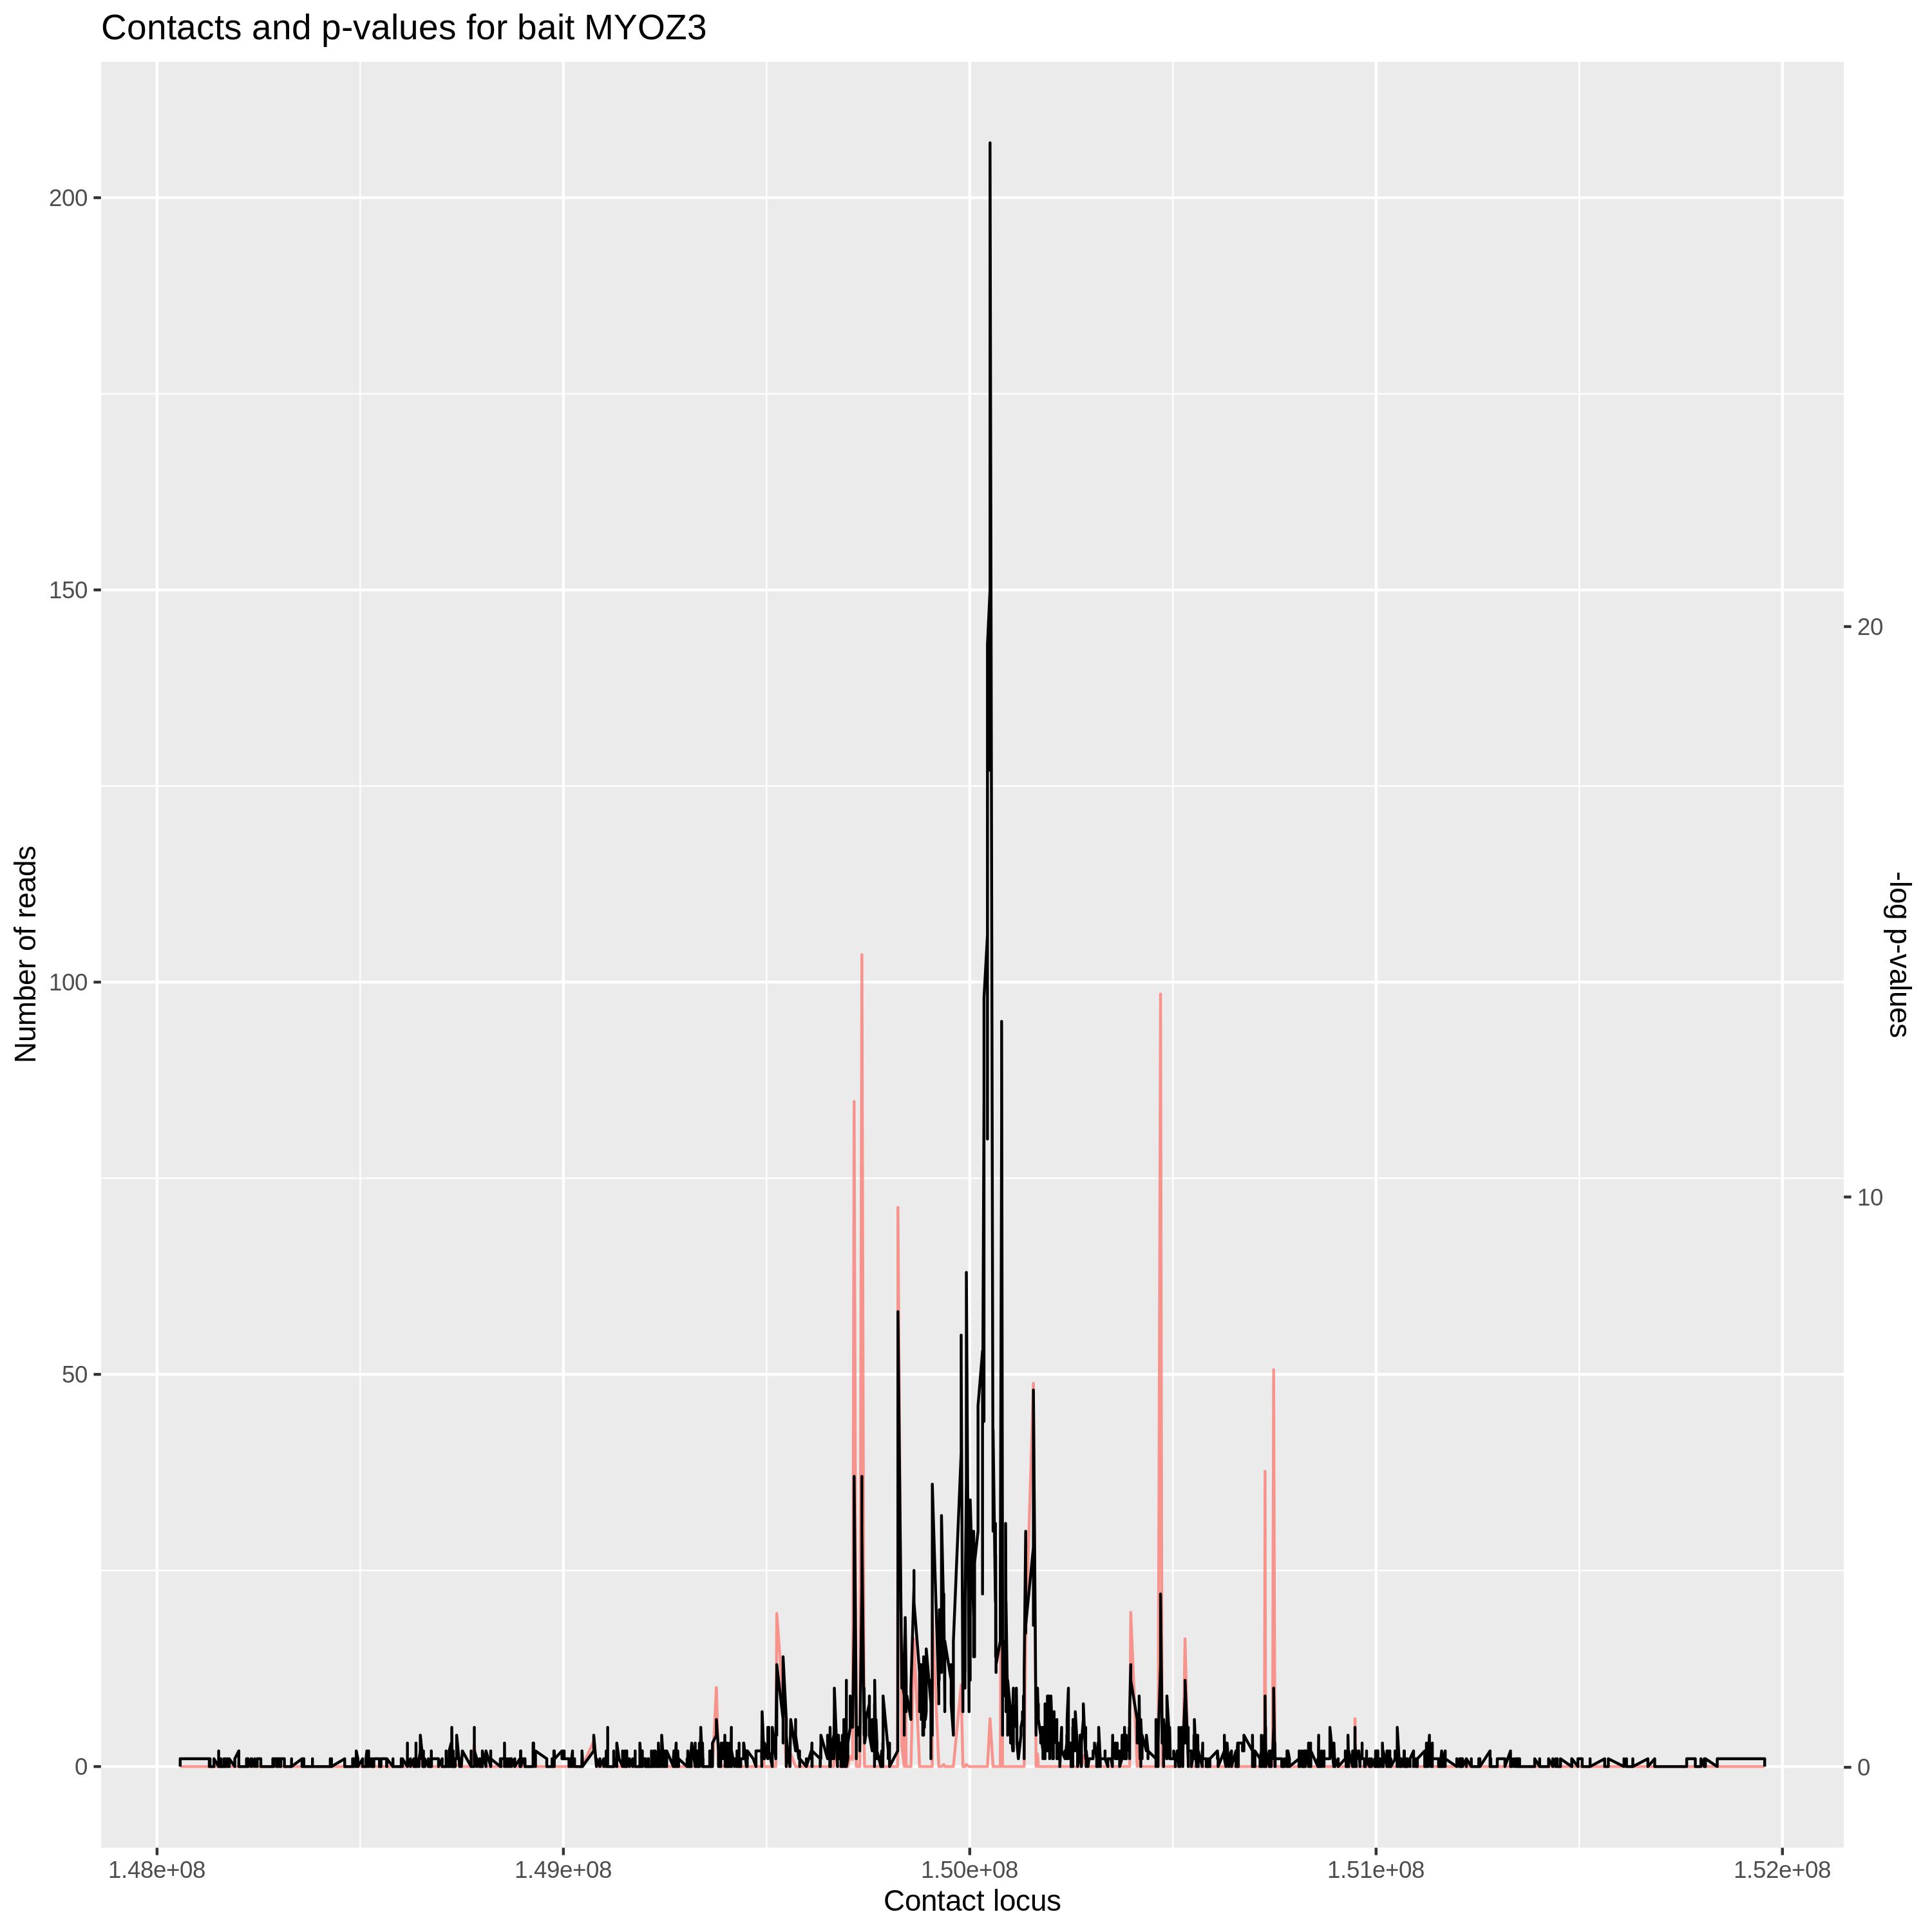 Contacts and p-values for bait MYOZ3
Number of reads
200
150
100
50
0
20
10
0
-log p-values
1.48e+08 1.49e+08 1.50e+08 1.51e+08 1.52e+08
Contact locus